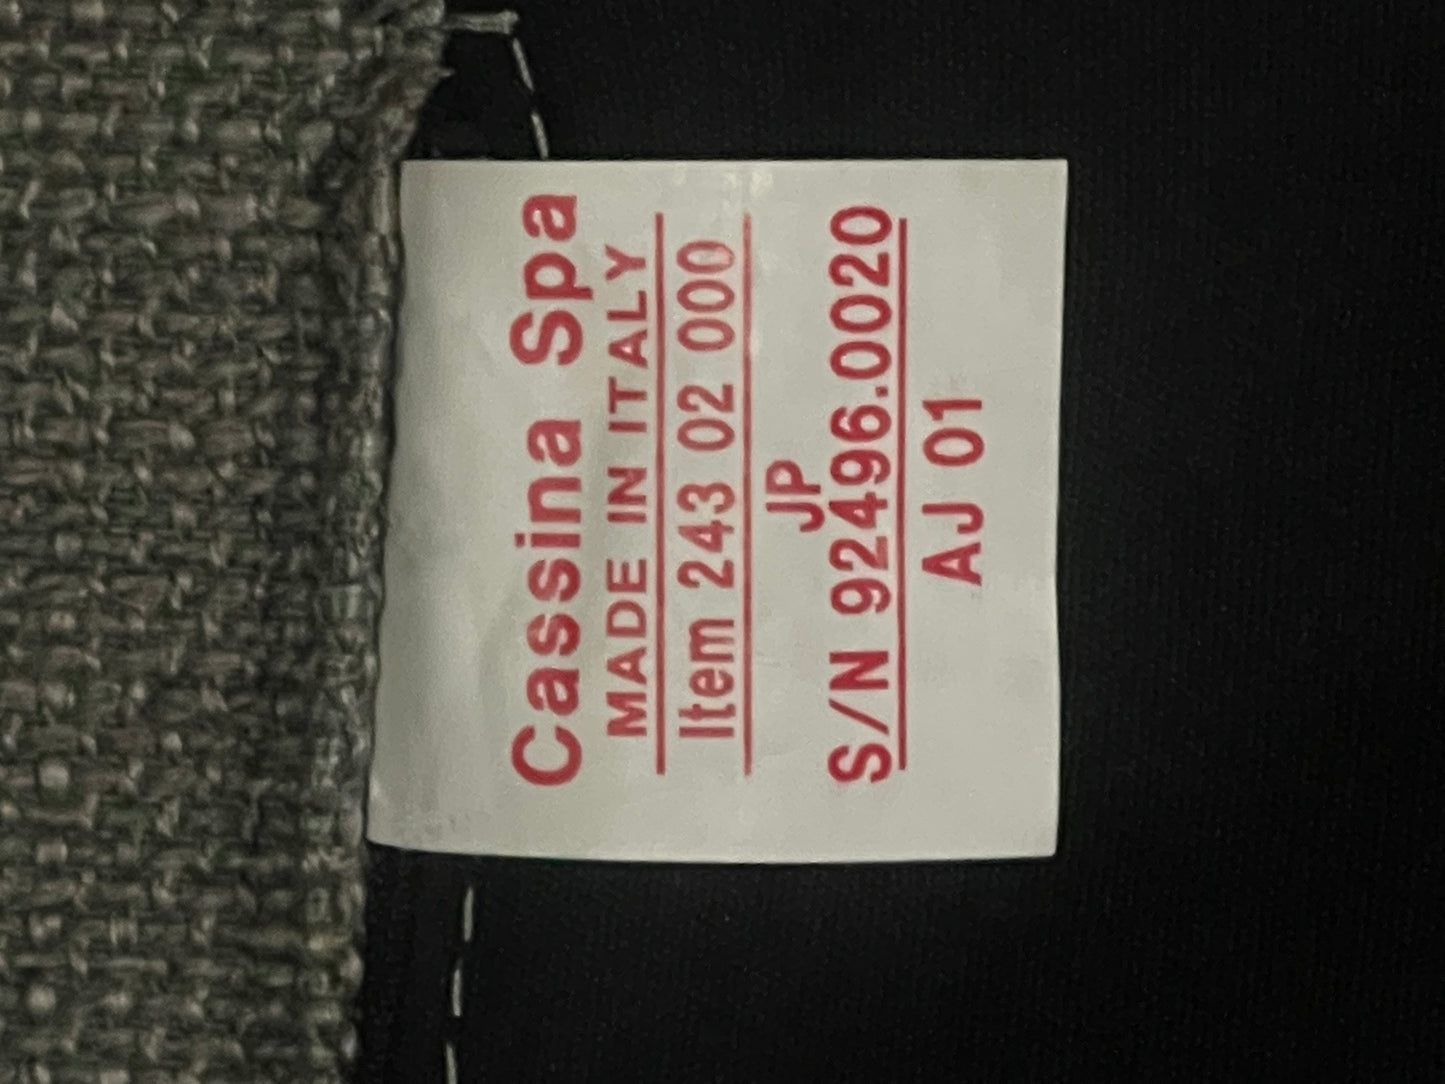 Cassina Spa
MADE IN ITALY
Item 243 02 000
JP
S/N 92496.0020
AJ 01